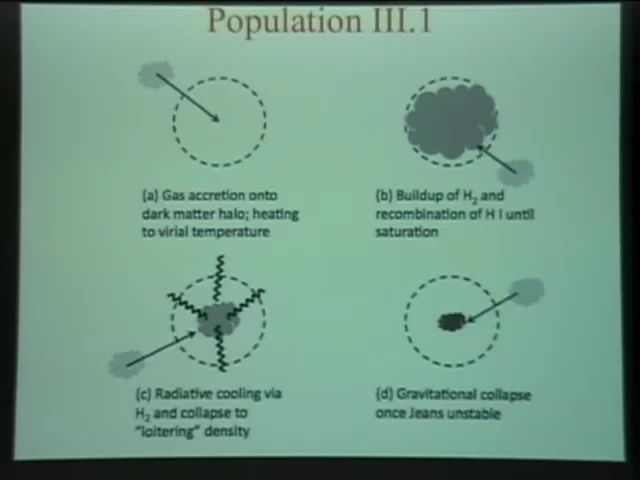 Population III.1
(a) Gas accretion onto
dark matter halo; heating
to virial temperature
(b) Buildup of H₂ and
recombination of H I until
saturation
(c) Radiative cooling via
H₂ and collapse to
"loitering" density
(d) Gravitational collapse
once Jeans unstable